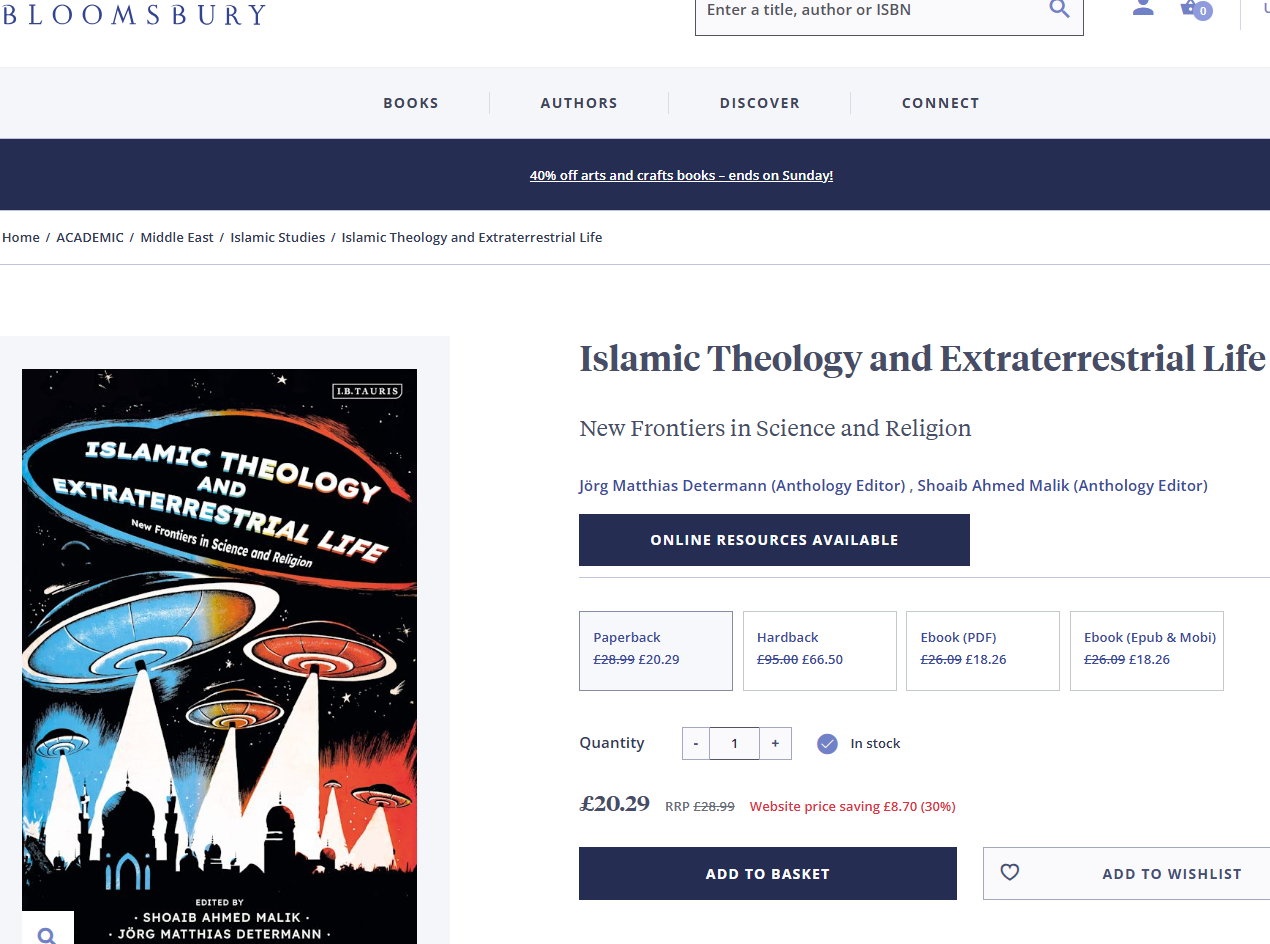 BLOOMSBURY
Enter a title, author or ISBN
0
BOOKS
AUTHORS
DISCOVER
CONNECT
40% off arts and crafts books – ends on Sunday!
Home / ACADEMIC / Middle East / Islamic Studies / Islamic Theology and Extraterrestrial Life
I.B.TAURIS
ISLAMIC THEOLOGY
AND
EXTRATERRESTRIAL LIFE
New Frontiers in Science and Religion
EDITED BY
· SHOAIB AHMED MALIK ·
· JÖRG MATTHIAS DETERMANN ·
Islamic Theology and Extraterrestrial Life
New Frontiers in Science and Religion
Jörg Matthias Determann (Anthology Editor) , Shoaib Ahmed Malik (Anthology Editor)
ONLINE RESOURCES AVAILABLE
Paperback
£28.99 £20.29
Hardback
£95.00 £66.50
Ebook (PDF)
£26.09 £18.26
Ebook (Epub & Mobi)
£26.09 £18.26
Quantity
- 1 +
In stock
£20.29 RRP £28.99 Website price saving £8.70 (30%)
ADD TO BASKET
ADD TO WISHLIST